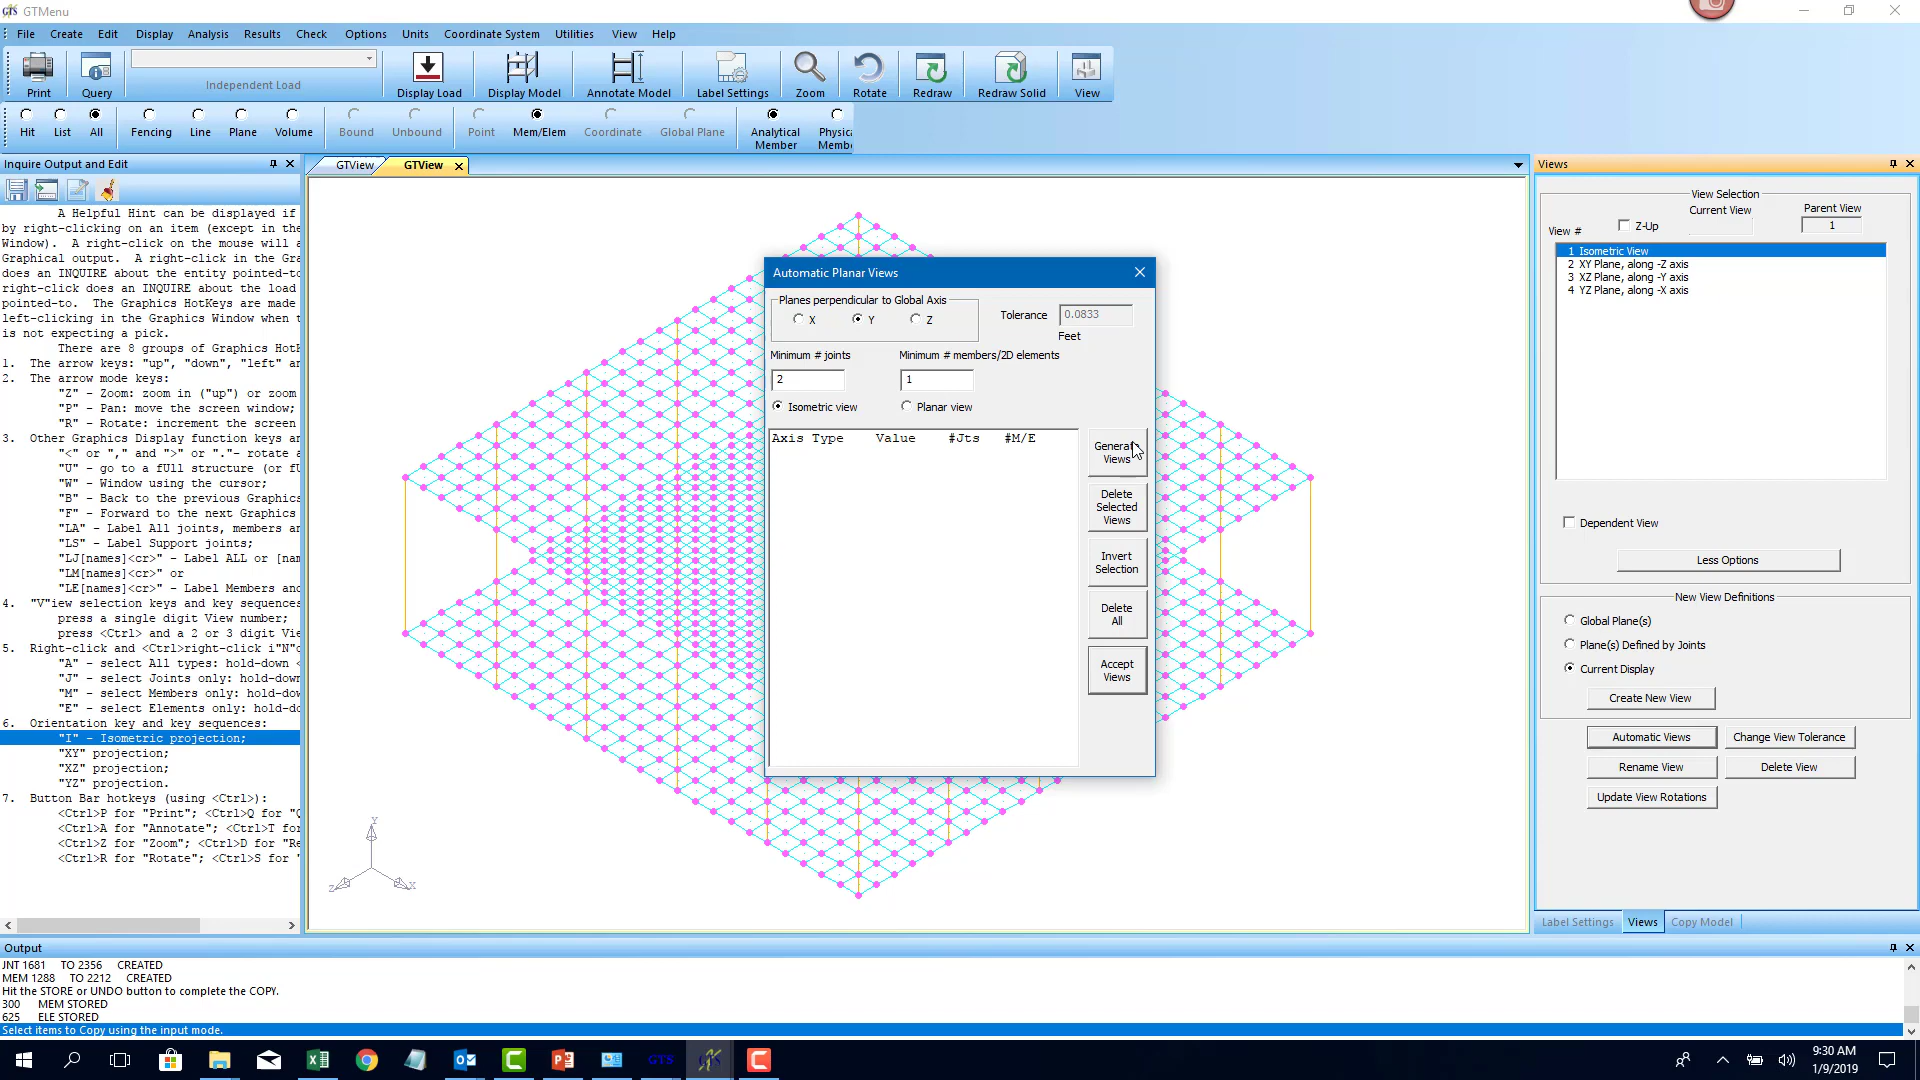 GTMenu
File Create Edit Display Analysis Results Check Options Units Coordinate System Utilities View Help
Print Query Independent Load Display Load Display Model Annotate Model Label Settings Zoom Rotate Redraw Redraw Solid View
Hit List All Fencing Line Plane Volume Bound Unbound Point Mem/Elem Coordinate Global Plane Analytical Member Physica Membe
Inquire Output and Edit
A Helpful Hint can be displayed if
by right-clicking on an item (except in the
Window). A right-click on the mouse will a
Graphical output. A right-click in the Gra
does an INQUIRE about the entity pointed-to
right-click does an INQUIRE about the load
pointed-to. The Graphics HotKeys are made
left-clicking in the Graphics Window when t
is not expecting a pick.
There are 8 groups of Graphics HotK
1. The arrow keys: "up", "down", "left" an
2. The arrow mode keys:
"Z" - Zoom: zoom in ("up") or zoom
"P" - Pan: move the screen window;
"R" - Rotate: increment the screen
3. Other Graphics Display function keys an
"<" or "," and ">" or "."- rotate a
"U" - go to a fUll structure (or fU
"W" - Window using the cursor;
"B" - Back to the previous Graphics
"F" - Forward to the next Graphics
"LA" - Label All joints, members an
"LS" - Label Support joints;
"LJ[names]<cr>" - Label ALL or [nam
"LM[names]<cr>" or
"LE[names]<cr>" - Label Members and
4. "V"iew selection keys and key sequences
press a single digit View number;
press <Ctrl> and a 2 or 3 digit Vie
5. Right-click and <Ctrl>right-click i"N"q
"A" - select All types: hold-down <
"J" - select Joints only: hold-down
"M" - select Members only: hold-dow
"E" - select Elements only: hold-do
6. Orientation key and key sequences:
"I" - Isometric projection;
"XY" projection;
"XZ" projection;
"YZ" projection.
7. Button Bar hotkeys (using <Ctrl>):
<Ctrl>P for "Print"; <Ctrl>Q for "Q
<Ctrl>A for "Annotate"; <Ctrl>T for
<Ctrl>Z for "Zoom"; <Ctrl>D for "Re
<Ctrl>R for "Rotate"; <Ctrl>S for "
GTView GTView
Y
Z X
Automatic Planar Views
Planes perpendicular to Global Axis
X Y Z
Tolerance 0.0833
Feet
Minimum # joints Minimum # members/2D elements
2 1
Isometric view Planar view
Axis Type Value #Jts #M/E
Generate Views
Delete Selected Views
Invert Selection
Delete All
Accept Views
Views
View Selection
Current View Parent View
View # Z-Up 1
1 Isometric View
2 XY Plane, along -Z axis
3 XZ Plane, along -Y axis
4 YZ Plane, along -X axis
Dependent View
Less Options
New View Definitions
Global Plane(s)
Plane(s) Defined by Joints
Current Display
Create New View
Automatic Views Change View Tolerance
Rename View Delete View
Update View Rotations
Label Settings Views Copy Model
Output
JNT 1681 TO 2356 CREATED
MEM 1288 TO 2212 CREATED
Hit the STORE or UNDO button to complete the COPY.
300 MEM STORED
625 ELE STORED
Select items to Copy using the input mode.
GTS
9:30 AM
1/9/2019